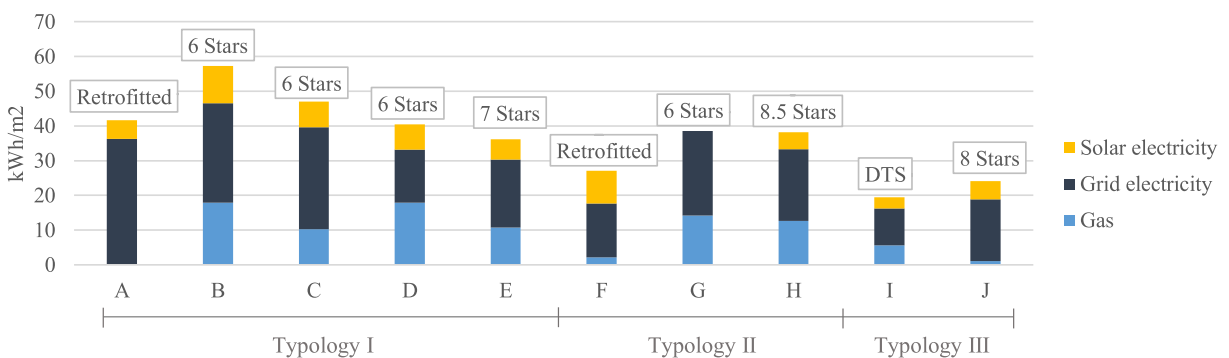 70
60
50
40
30
20
10
0
kWh/m2
Retrofitted
6 Stars
6 Stars
6 Stars
7 Stars
Retrofitted
6 Stars
8.5 Stars
DTS
8 Stars
Solar electricity
Grid electricity
Gas
A B C D E F G H I J
Typology I Typology II Typology III